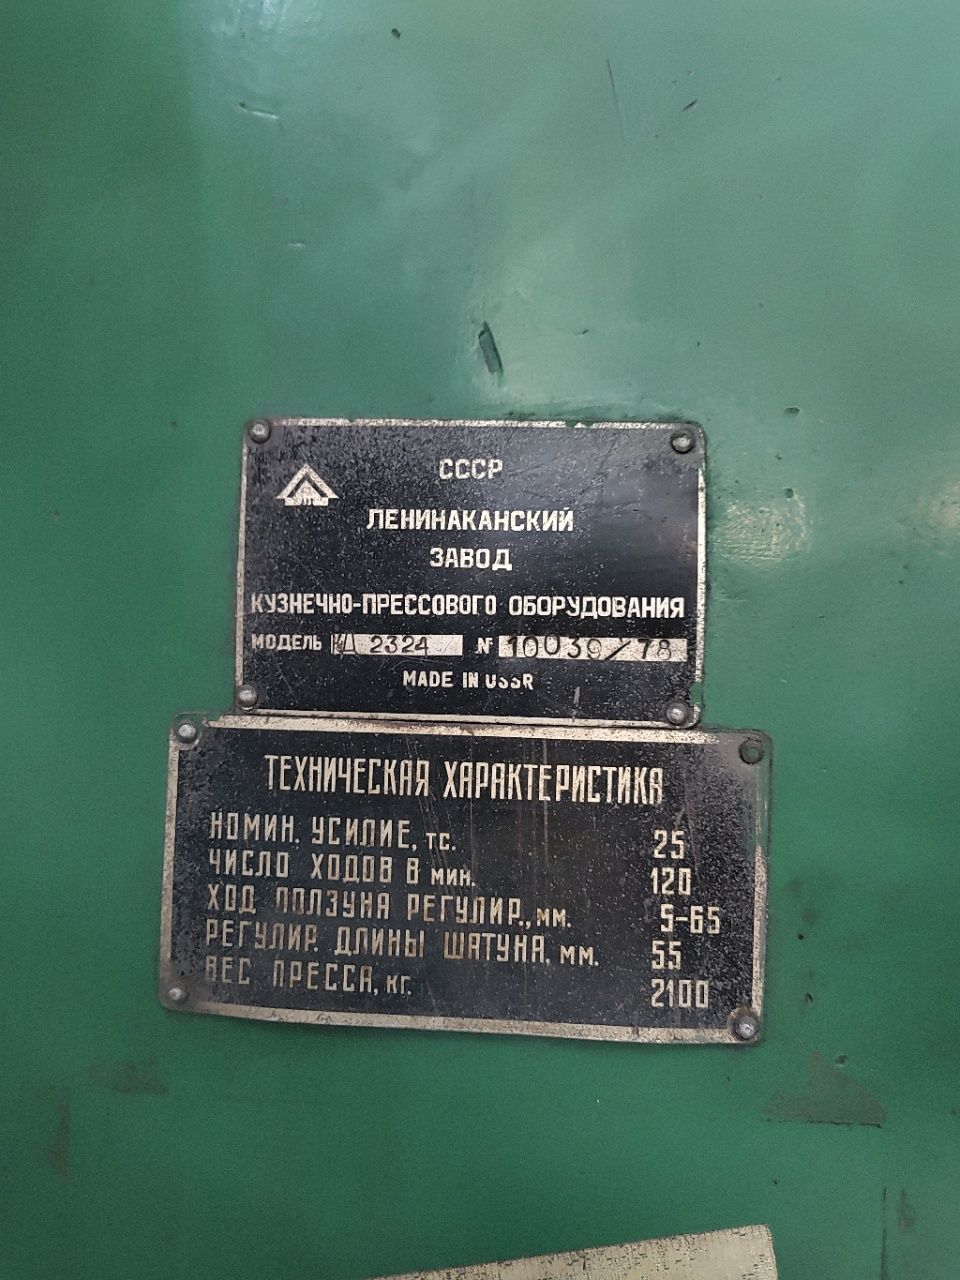 СССР
ЛЕНИНАКАНСКИЙ
ЗАВОД
КУЗНЕЧНО-ПРЕССОВОГО ОБОРУДОВАНИЯ
МОДЕЛЬ КД 2324 № 10039/78
MADE IN USSR
ТЕХНИЧЕСКАЯ ХАРАКТЕРИСТИКА
НОМИН. УСИЛИЕ, тс. 25
ЧИСЛО ХОДОВ В мин. 120
ХОД ПОЛЗУНА РЕГУЛИР., мм. 5-65
РЕГУЛИР. ДЛИНЫ ШАТУНА, мм. 55
ВЕС ПРЕССА, кг. 2100